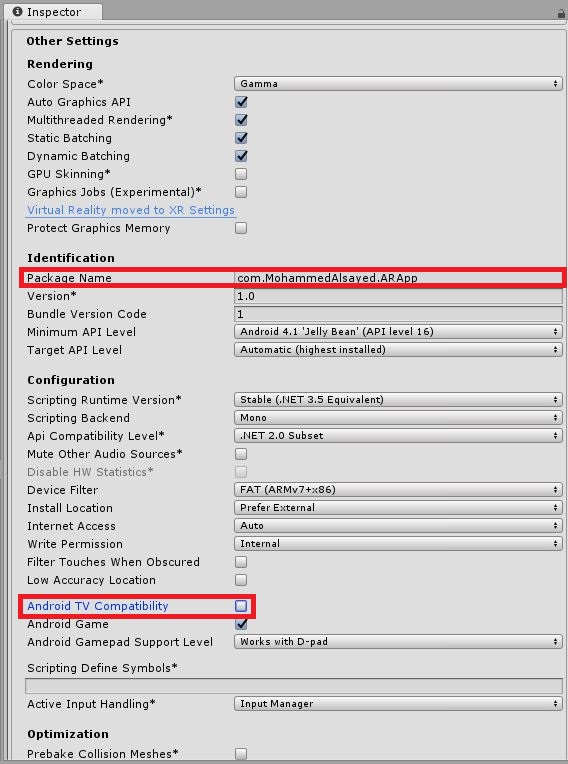 Inspector
Other Settings
Rendering
Color Space* Gamma
Auto Graphics API
Multithreaded Rendering*
Static Batching
Dynamic Batching
GPU Skinning*
Graphics Jobs (Experimental)*
Virtual Reality moved to XR Settings
Protect Graphics Memory
Identification
Package Name com.MohammedAlsayed.ARApp
Version* 1.0
Bundle Version Code 1
Minimum API Level Android 4.1 'Jelly Bean' (API level 16)
Target API Level Automatic (highest installed)
Configuration
Scripting Runtime Version* Stable (.NET 3.5 Equivalent)
Scripting Backend Mono
Api Compatibility Level* .NET 2.0 Subset
Mute Other Audio Sources*
Disable HW Statistics*
Device Filter FAT (ARMv7+x86)
Install Location Prefer External
Internet Access Auto
Write Permission Internal
Filter Touches When Obscured
Low Accuracy Location
Android TV Compatibility
Android Game
Android Gamepad Support Level Works with D-pad
Scripting Define Symbols*
Active Input Handling* Input Manager
Optimization
Prebake Collision Meshes*